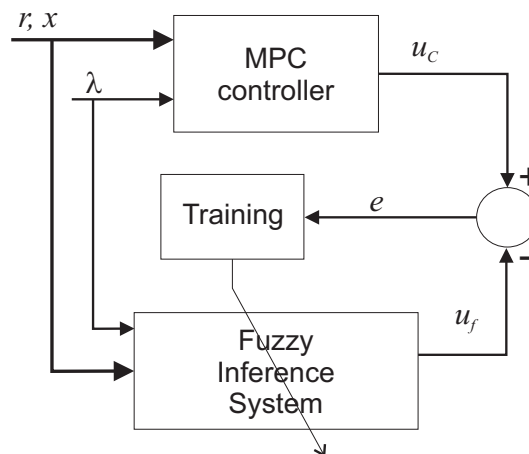 r, x
MPC
controller
u_C
λ
+
Training
e
−
Fuzzy
Inference
System
u_f